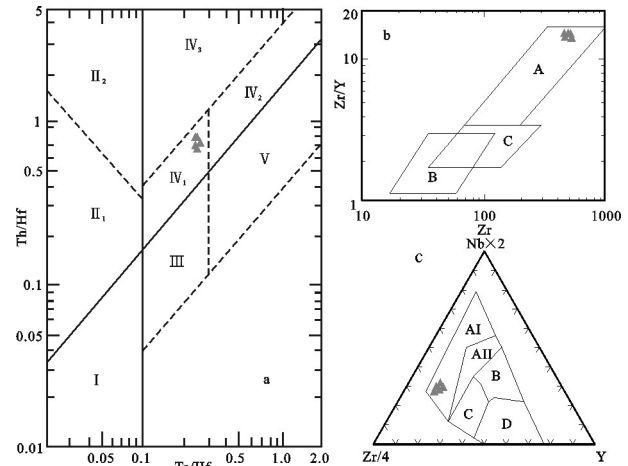 5
1
0.5
0.1
0.05
0.01
Th/Hf
Ⅱ₂
Ⅳ₃
Ⅳ₂
Ⅳ₁
Ⅴ
Ⅱ₁
Ⅲ
Ⅰ
a
0.05
0.1
0.5
1.0
2.0
Ta/Hf
20
10
1
Zr/Y
b
A
C
B
10
100
1000
Zr
Nb×2
c
AI
AII
B
C
D
Zr/4
Y